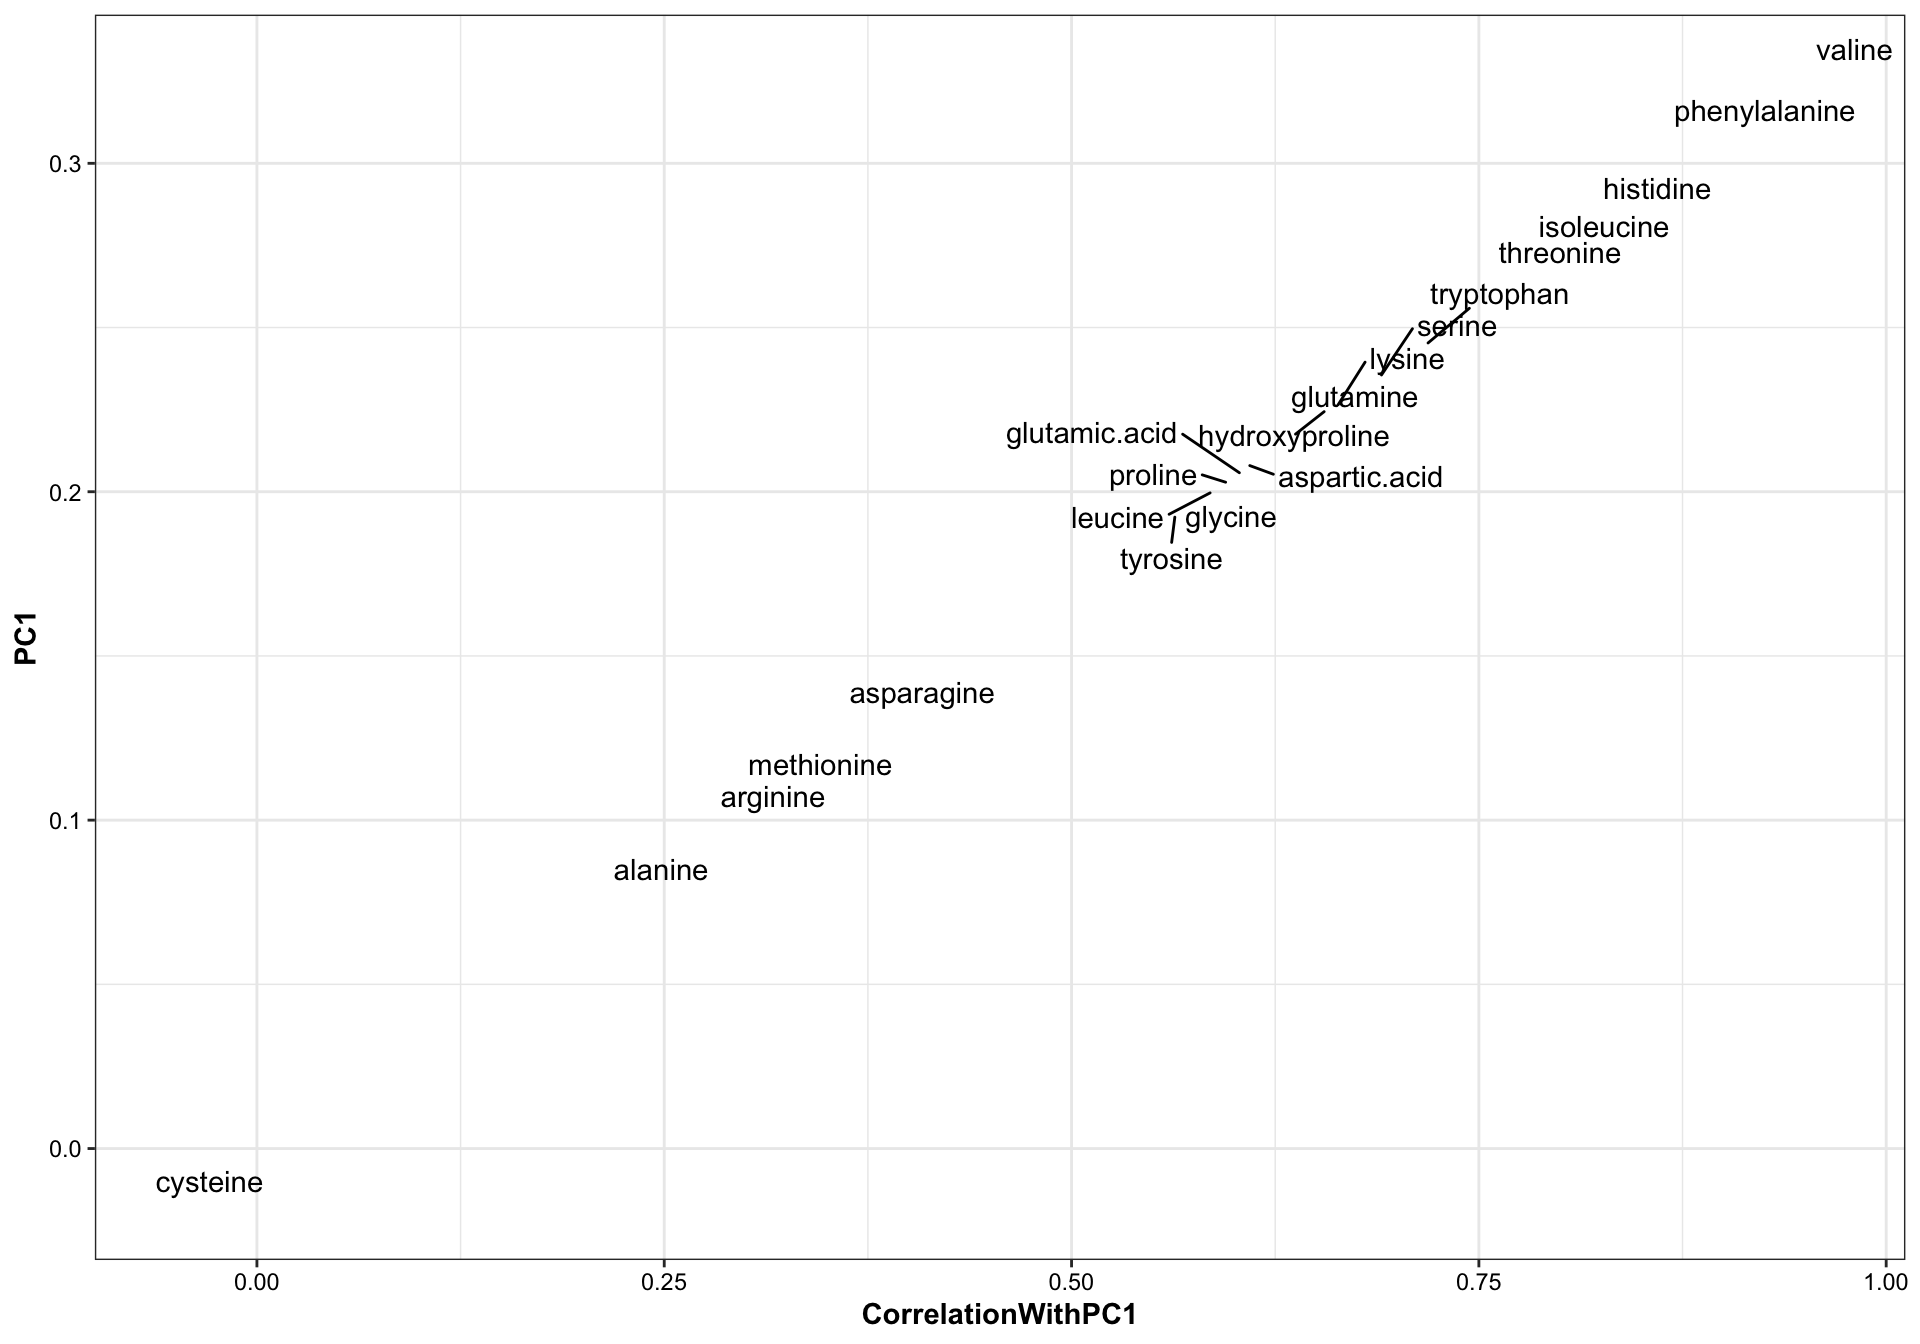 valine
phenylalanine
0.3
histidine
isoleucine
threonine
tryptophan
serine
lysine
glutamine
glutamic.acid
hydroxyproline
proline
aspartic.acid
0.2
leucine
glycine
tyrosine
PC1
asparagine
methionine
arginine
0.1
alanine
0.0
cysteine
0.00
0.25
0.50
0.75
1.00
CorrelationWithPC1